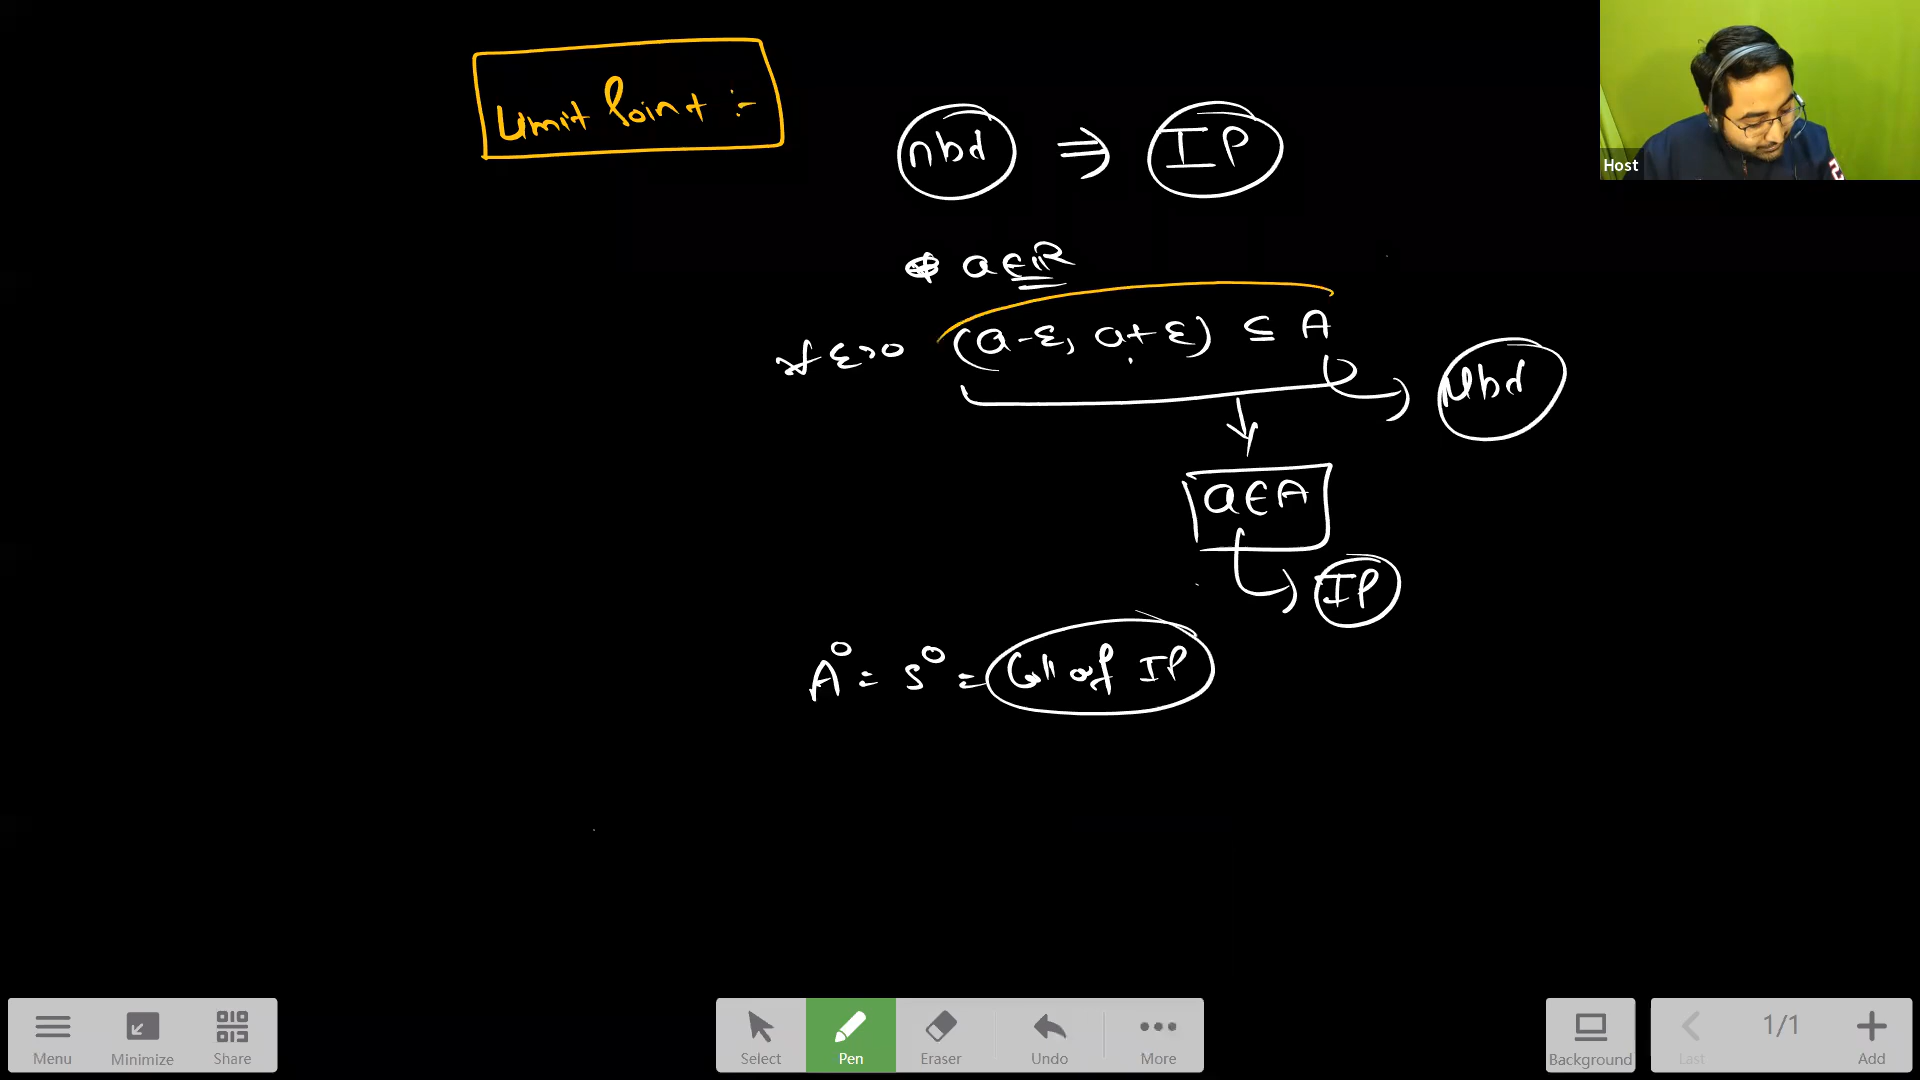 Limit Point :-
nbd ⇒ IP
Host
a∈ℝ
∀ ε>0 (a-ε, a+ε) ⊆ A
Nbd
a∈A
IP
A° = S° = Coll of IP
Menu Minimize Share Select Pen Eraser Undo More Background Last 1/1 Add